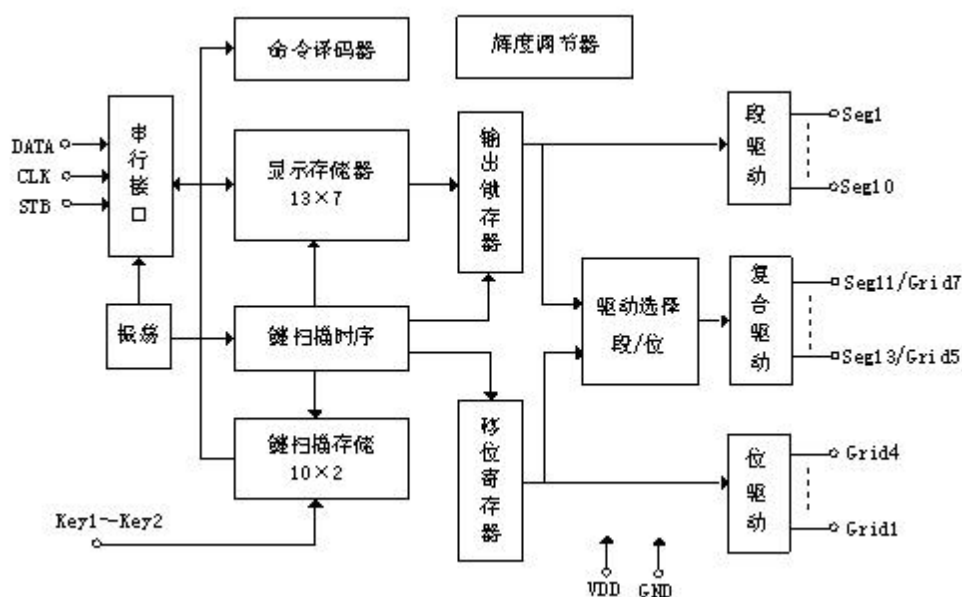 命令译码器
辉度调节器
DATA
CLK
STB
串行接口
显示存储器
13×7
输出锁存器
段驱动
Seg1
Seg10
振荡
键扫描时序
驱动选择
段/位
复合驱动
Seg11/Grid7
Seg13/Grid5
键扫描存储
10×2
移位寄存器
位驱动
Grid4
Grid1
Key1--Key2
VDD
GND